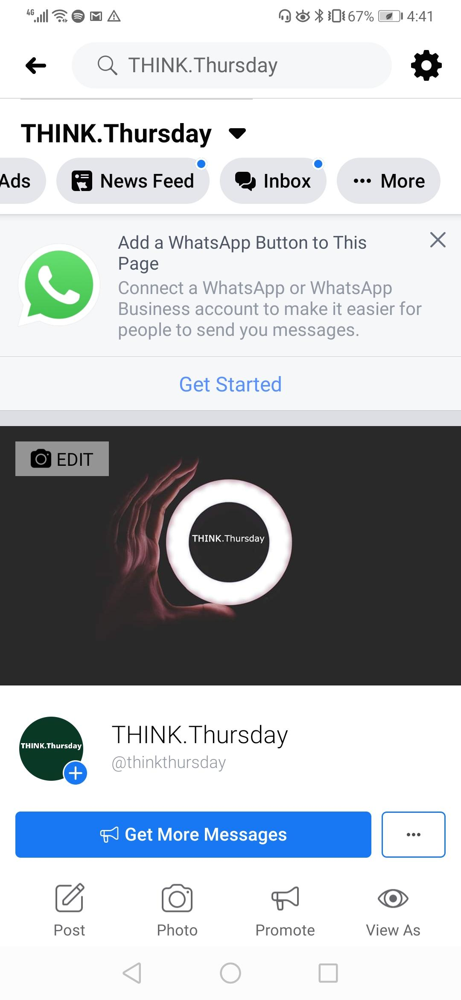 4G 67% 4:41
THINK.Thursday
THINK.Thursday
Ads News Feed Inbox More
Add a WhatsApp Button to This
Page
Connect a WhatsApp or WhatsApp
Business account to make it easier for
people to send you messages.
Get Started
EDIT
THINK.Thursday
THINK.Thursday
THINK.Thursday
@thinkthursday
Get More Messages
Post Photo Promote View As